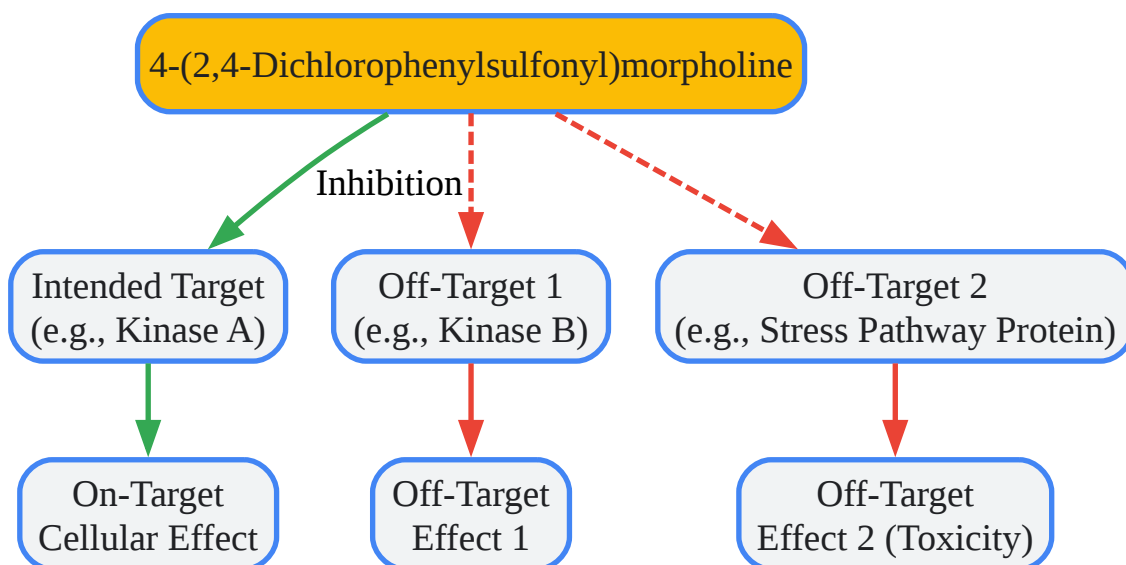 4-(2,4-Dichlorophenylsulfonyl)morpholine
Inhibition
Intended Target
(e.g., Kinase A)
Off-Target 1
(e.g., Kinase B)
Off-Target 2
(e.g., Stress Pathway Protein)
On-Target
Cellular Effect
Off-Target
Effect 1
Off-Target
Effect 2 (Toxicity)